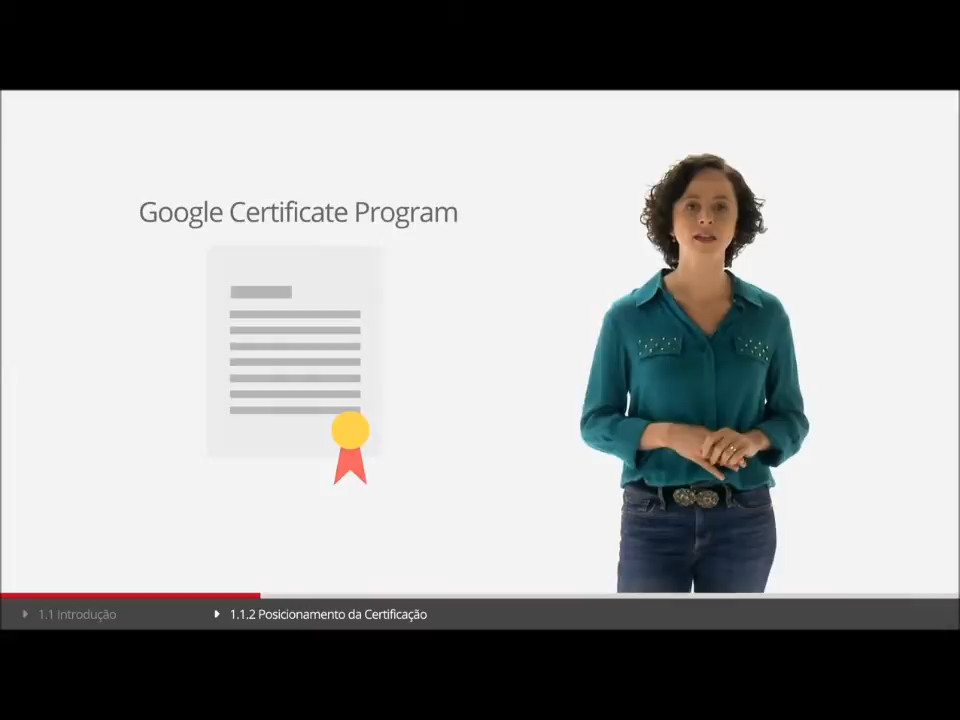 Google Certificate Program
1.1 Introdução
1.1.2 Posicionamento da Certificação